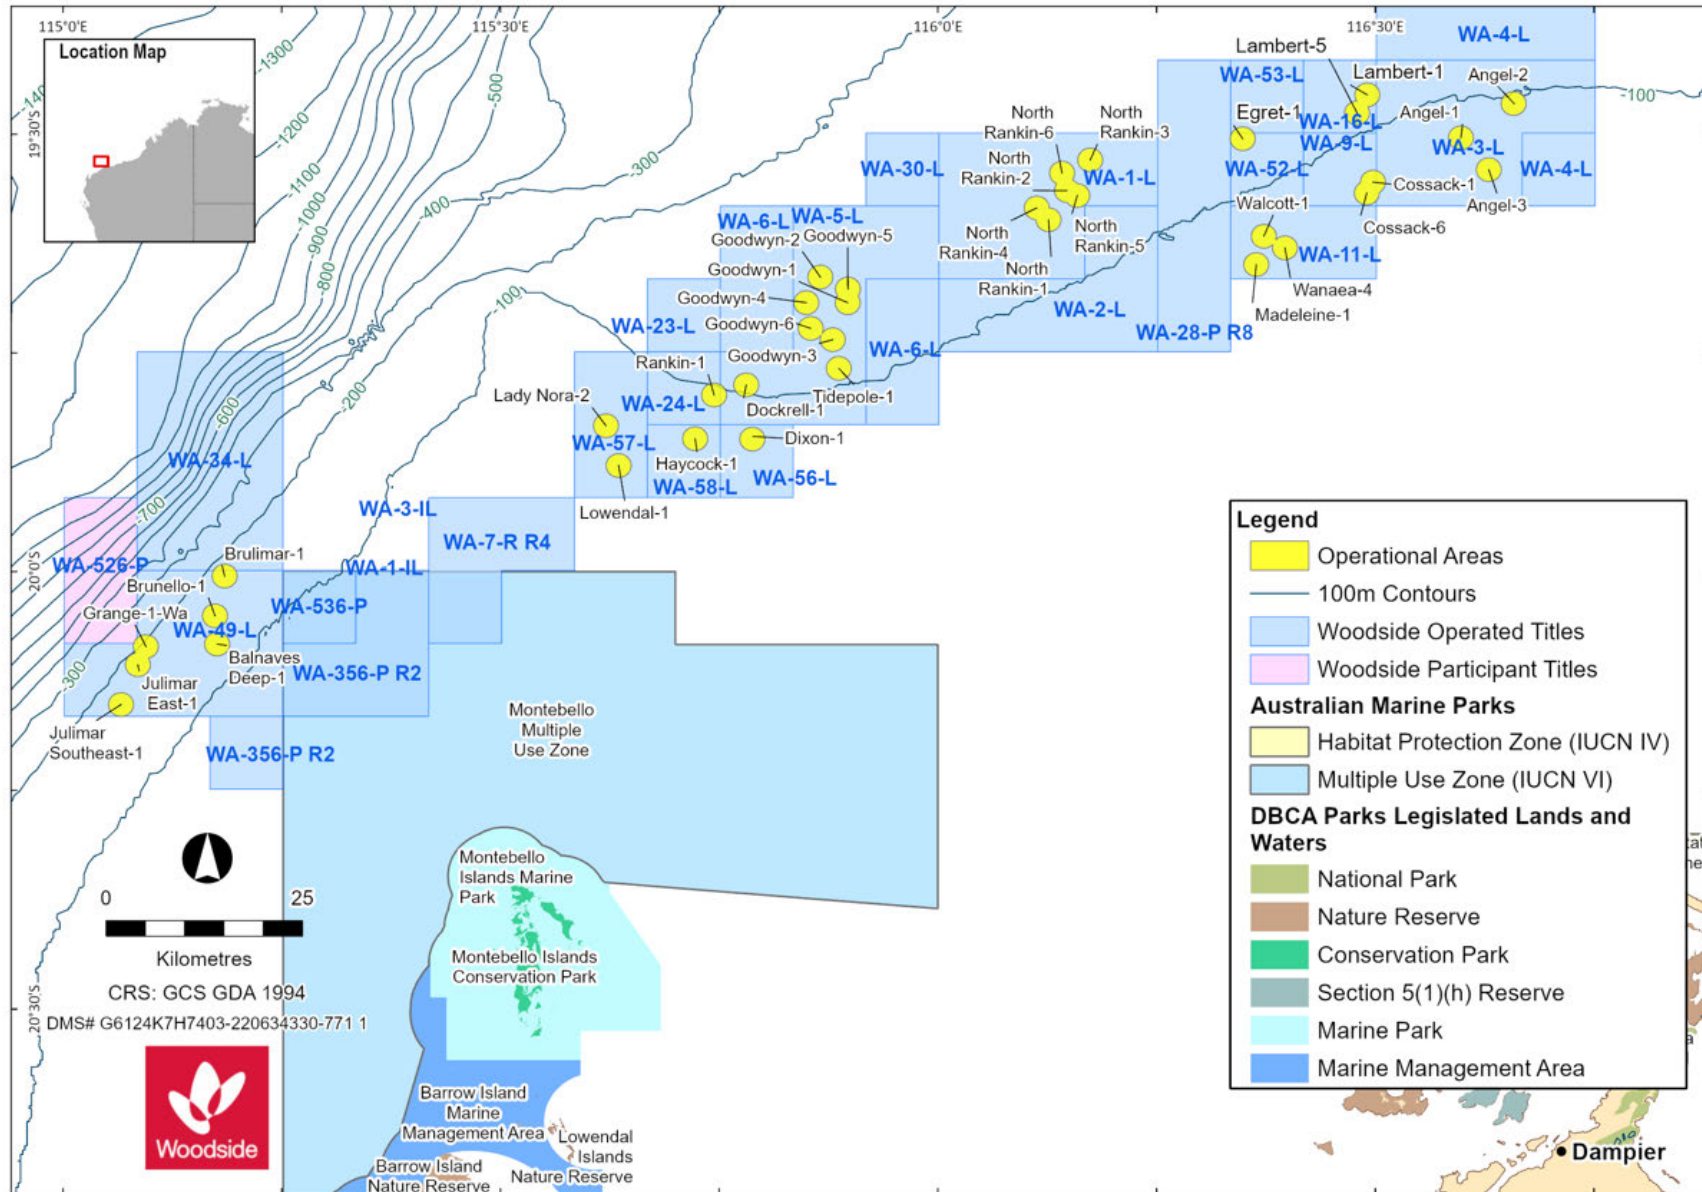 115°0'E
115°30'E
116°0'E
116°30'E
19°30'S
20°0'S
20°30'S
Location Map
-1300
-1200
-1100
-1000
-900
-800
-500
-400
-300
-100
-100
-200
-600
-700
-300
Lambert-5
WA-4-L
WA-53-L
Lambert-1
Angel-2
Egret-1
WA-16-L
Angel-1
WA-9-L
WA-3-L
WA-52-L
WA-4-L
Cossack-1
Angel-3
Cossack-6
Walcott-1
WA-11-L
Wanaea-4
Madeleine-1
North
Rankin-6
North
Rankin-3
North
Rankin-2
WA-1-L
WA-30-L
North
Rankin-4
North
Rankin-5
North
Rankin-1
WA-2-L
WA-28-P R8
WA-6-L
WA-5-L
Goodwyn-2
Goodwyn-5
Goodwyn-1
Goodwyn-4
WA-23-L
Goodwyn-6
Goodwyn-3
WA-6-L
Rankin-1
Tidepole-1
Dockrell-1
Lady Nora-2
WA-24-L
WA-57-L
Dixon-1
Haycock-1
WA-58-L
WA-56-L
Lowendal-1
WA-34-L
WA-3-IL
WA-7-R R4
WA-526-P
Brulimar-1
WA-1-IL
Brunello-1
WA-536-P
Grange-1-Wa
WA-49-L
Balnaves
Deep-1
WA-356-P R2
Julimar
East-1
Julimar
Southeast-1
WA-356-P R2
Montebello
Multiple
Use Zone
Montebello
Islands Marine
Park
Montebello Islands
Conservation Park
Barrow Island
Marine
Management Area
Lowendal
Islands
Nature Reserve
Barrow Island
Nature Reserve
0 25
Kilometres
CRS: GCS GDA 1994
DMS# G6124K7H7403-220634330-771 1
Woodside
Legend
Operational Areas
100m Contours
Woodside Operated Titles
Woodside Participant Titles
Australian Marine Parks
Habitat Protection Zone (IUCN IV)
Multiple Use Zone (IUCN VI)
DBCA Parks Legislated Lands and
Waters
National Park
Nature Reserve
Conservation Park
Section 5(1)(h) Reserve
Marine Park
Marine Management Area
Dampier